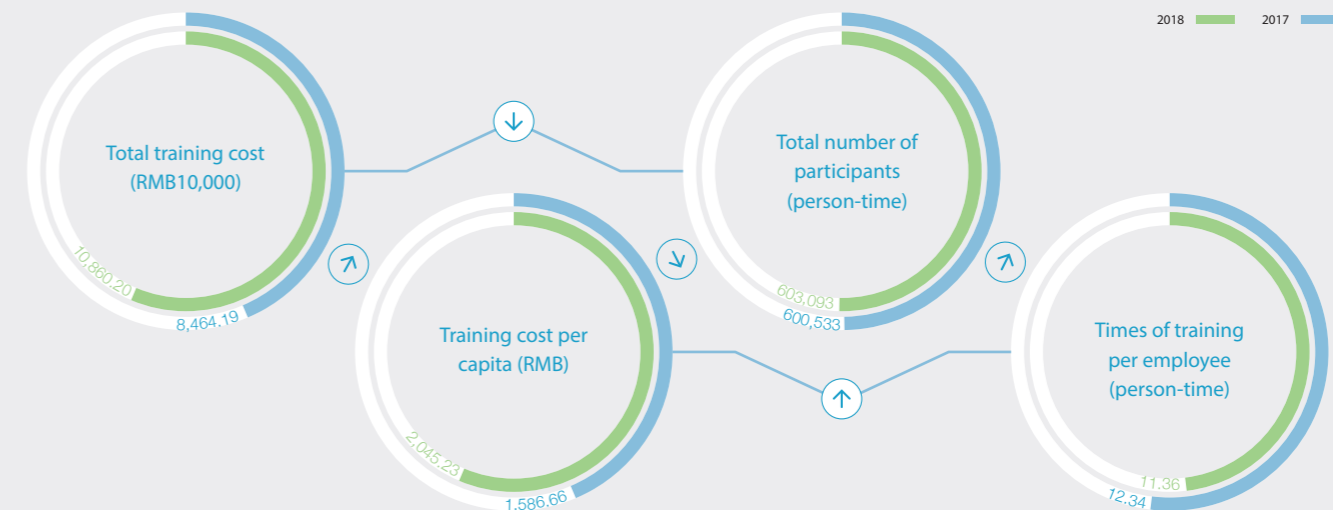 2018
2017
Total training cost
(RMB10,000)
10,860.20
8,464.19
Training cost per
capita (RMB)
2,045.23
1,586.66
Total number of
participants
(person-time)
603,093
600,533
Times of training
per employee
(person-time)
11.36
12.34